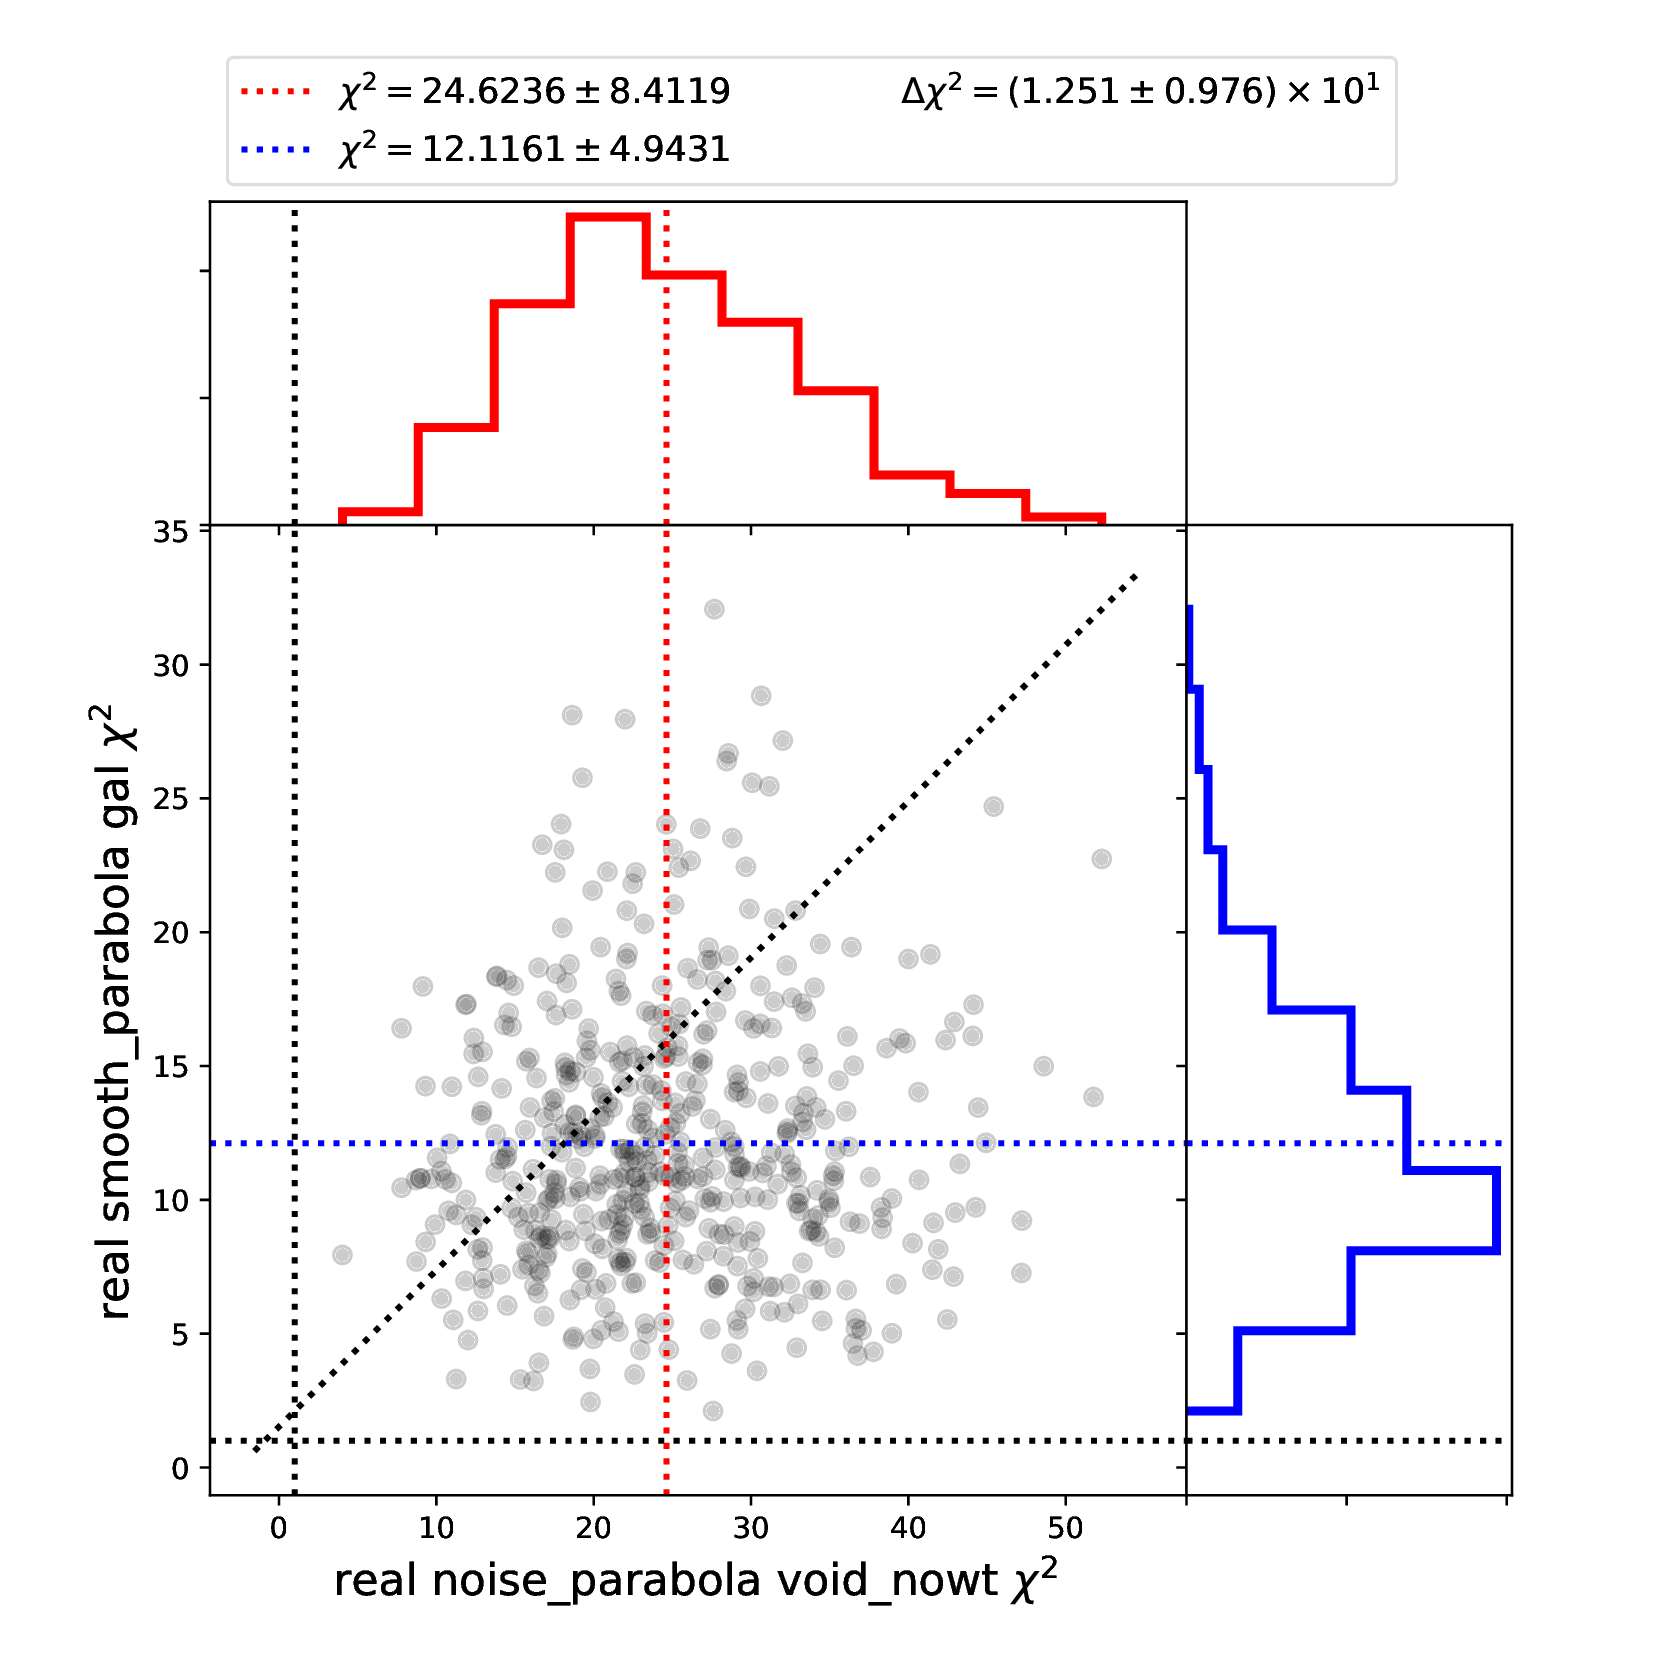 χ² = 24.6236 ± 8.4119
χ² = 12.1161 ± 4.9431
Δχ² = (1.251 ± 0.976) × 10¹
35
30
25
20
15
10
5
0
real smooth_parabola gal χ²
0 10 20 30 40 50
real noise_parabola void_nowt χ²